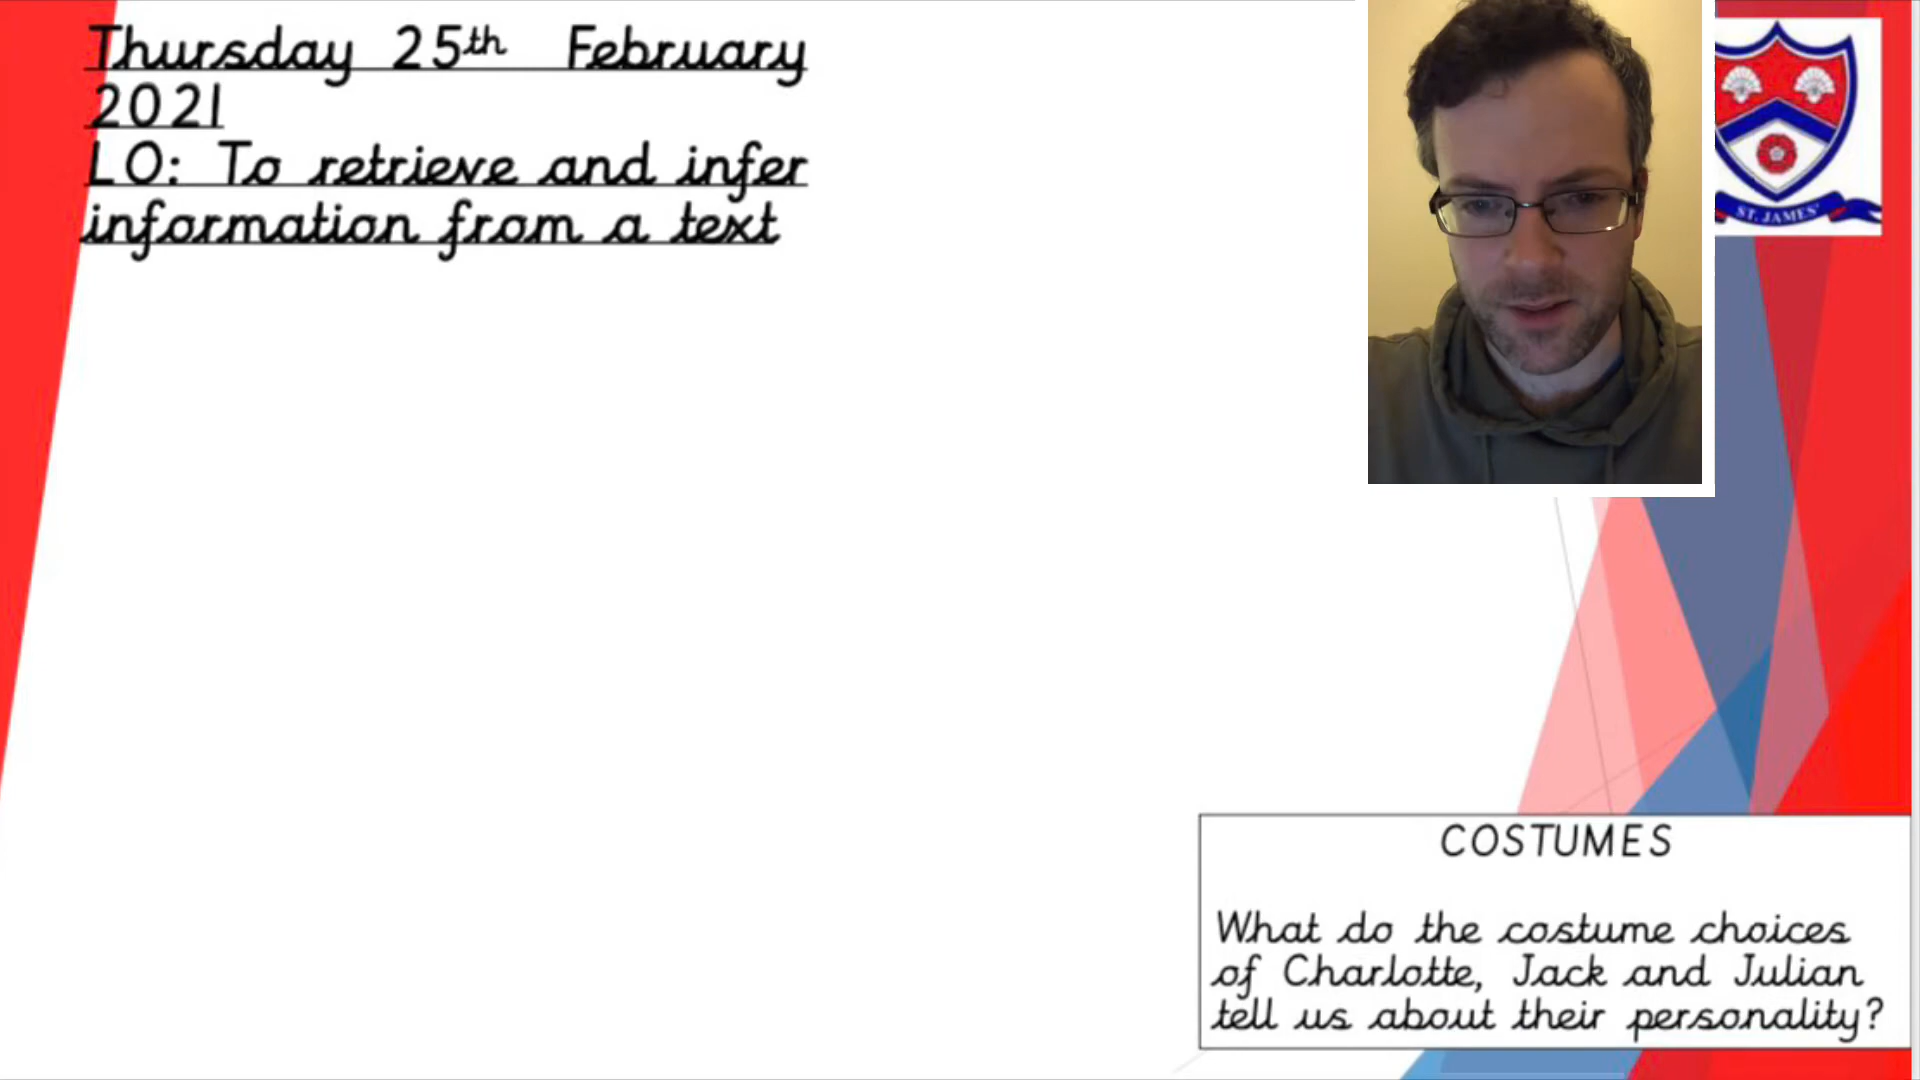 Thursday 25th February
2021
LO: To retrieve and infer
information from a text
ST. JAMES'
COSTUMES
What do the costume choices
of Charlotte, Jack and Julian
tell us about their personality?